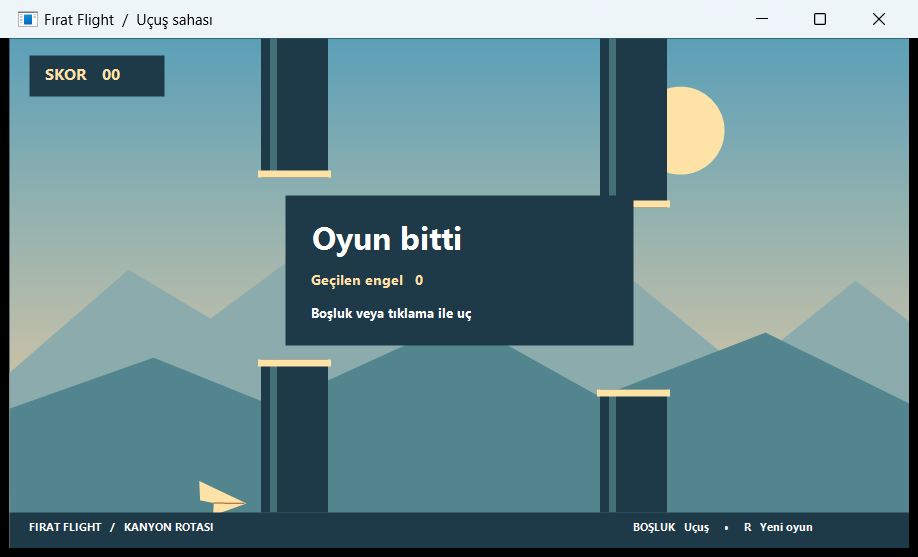 Fırat Flight / Uçuş sahası
SKOR 00
Oyun bitti
Geçilen engel 0
Boşluk veya tıklama ile uç
FIRAT FLIGHT / KANYON ROTASI
BOŞLUK Uçuş • R Yeni oyun